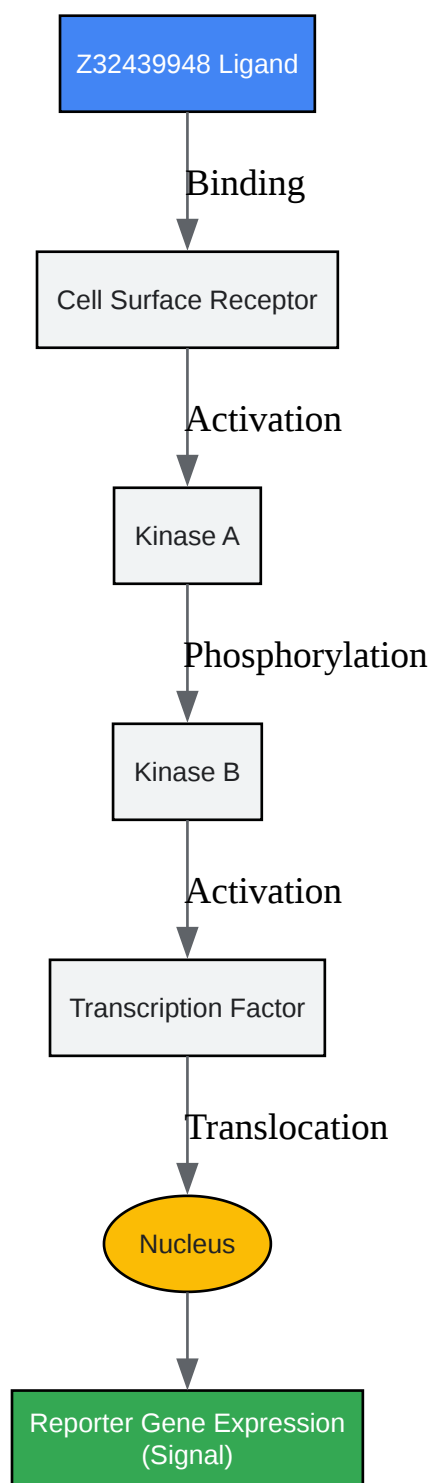 Z32439948 Ligand
Binding
Cell Surface Receptor
Activation
Kinase A
Phosphorylation
Kinase B
Activation
Transcription Factor
Translocation
Nucleus
Reporter Gene Expression
(Signal)